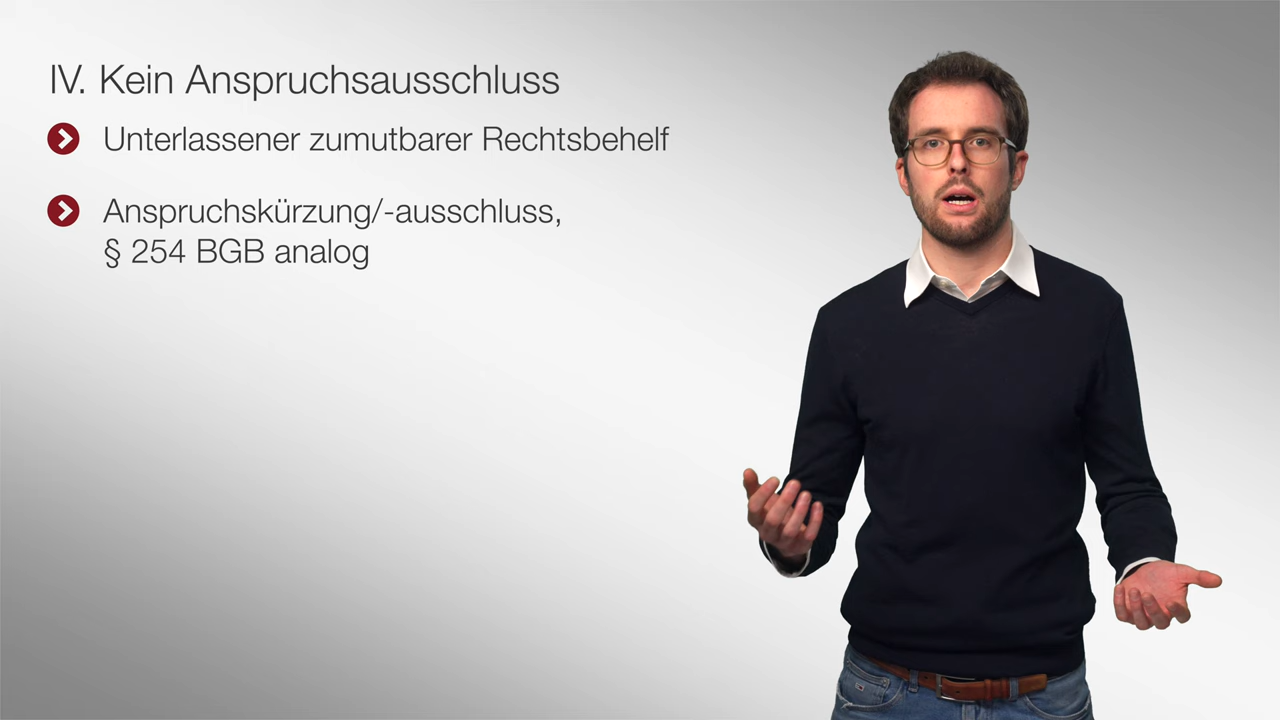 IV. Kein Anspruchsausschluss
Unterlassener zumutbarer Rechtsbehelf
Anspruchskürzung/-ausschluss,
§ 254 BGB analog